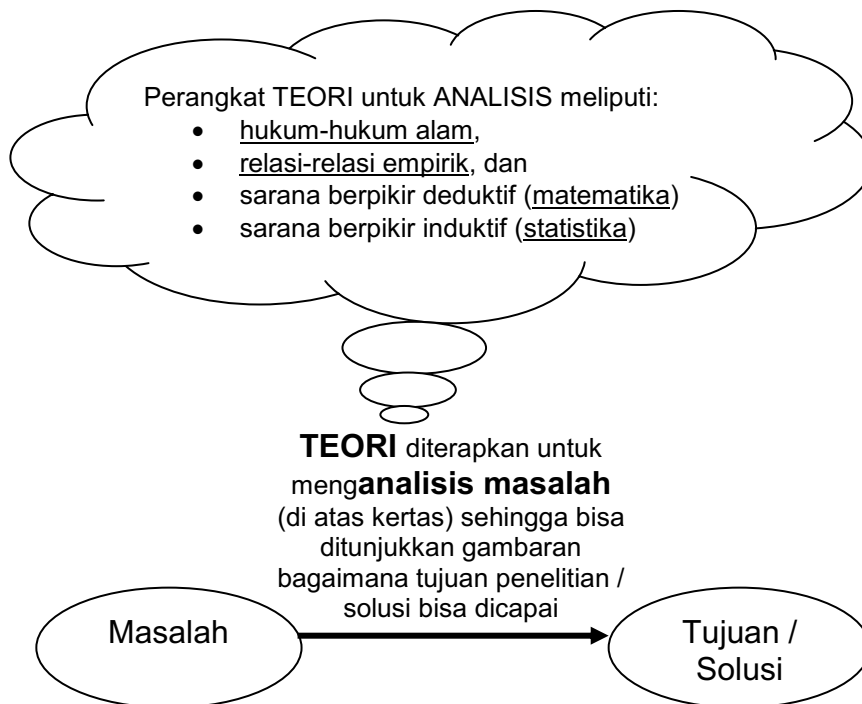 Perangkat TEORI untuk ANALISIS meliputi:
• hukum-hukum alam,
• relasi-relasi empirik, dan
• sarana berpikir deduktif (matematika)
• sarana berpikir induktif (statistika)
TEORI diterapkan untuk
menganalisis masalah
(di atas kertas) sehingga bisa
ditunjukkan gambaran
bagaimana tujuan penelitian /
solusi bisa dicapai
Masalah
Tujuan /
Solusi